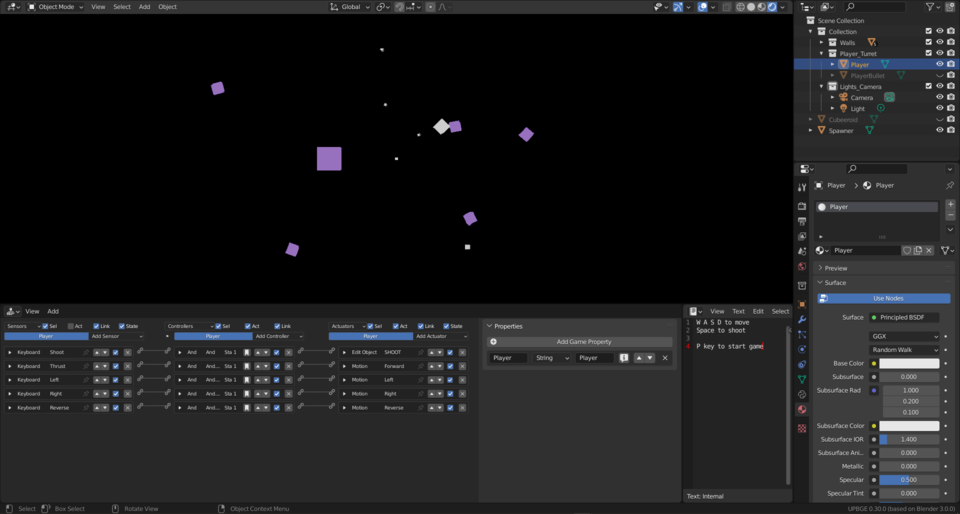 Object Mode View Select Add Object Global
Scene Collection
Collection
Walls
Player_Turret
Player
PlayerBullet
Lights_Camera
Camera
Light
Cuberoid
Spawner
Player > Player
Player
Player
Preview
Surface
Use Nodes
Surface Principled BSDF
GGX
Random Walk
Base Color
Subsurface 0.000
Subsurface Rad 1.000
0.200
0.100
Subsurface Color
Subsurface IOR 1.400
Subsurface Ani... 0.000
Metallic 0.000
Specular 0.500
Specular Tint 0.000
View Add
Sensors Sel Act Link State
Player Add Sensor
Keyboard Shoot
Keyboard Thrust
Keyboard Left
Keyboard Right
Keyboard Reverse
Controllers Sel Act Link
Player Add Controller
And And Sta 1
And And... Sta 1
And And... Sta 1
And And... Sta 1
And And... Sta 1
Actuators: Sel Act Link State
Player Add Actuator
Edit Object SHOOT
Motion Forward
Motion Left
Motion Right
Motion Reverse
Properties
Add Game Property
Player String Player
View Text Edit Select
1 W A S D to move
2 Space to shoot
3
4 P key to start game
Text: Internal
Select Box Select Rotate View Object Context Menu
UPBGE 0.30.0 (based on Blender 3.0.0)